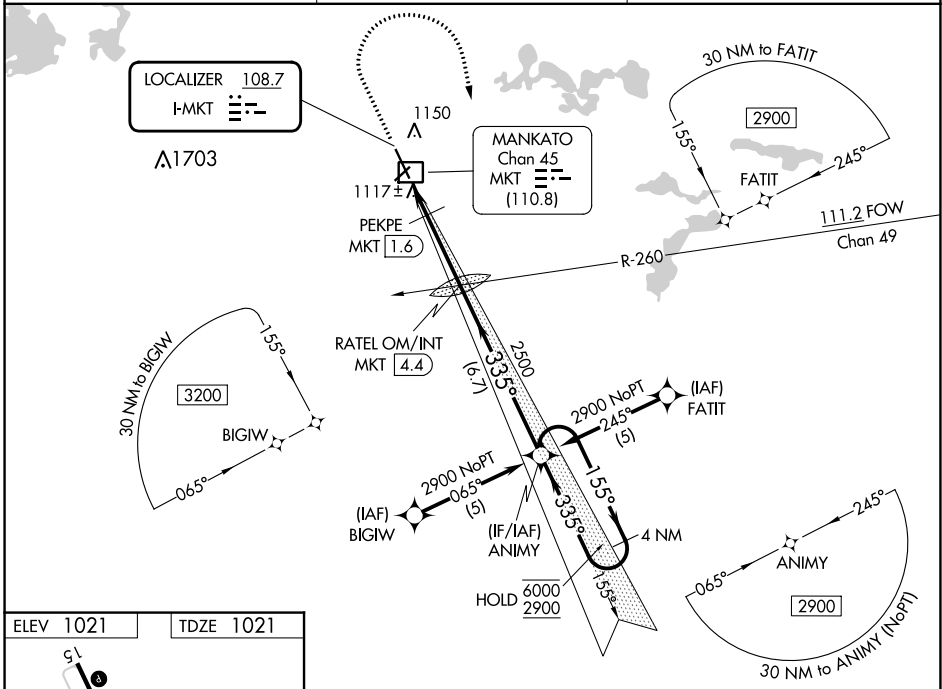 LOCALIZER 108.7
I-MKT
1703
1150
MANKATO
Chan 45
MKT
(110.8)
1117 ±
PEKPE
MKT 1.6
RATEL OM/INT
MKT 4.4
30 NM to FATIT
2900
155°
245°
FATIT
111.2 FOW
Chan 49
R-260
30 NM to BIGIW
155°
3200
BIGIW
065°
2500
335°
(6.7)
2900 NoPT
245°
(5)
(IAF)
FATIT
2900 NoPT
065°
(5)
(IAF)
BIGIW
(IF/IAF)
ANIMY
155°
335°
4 NM
HOLD 6000
2900
155°
245°
065°
ANIMY
2900
30 NM to ANIMY (NoPT)
ELEV 1021
TDZE 1021
15
P